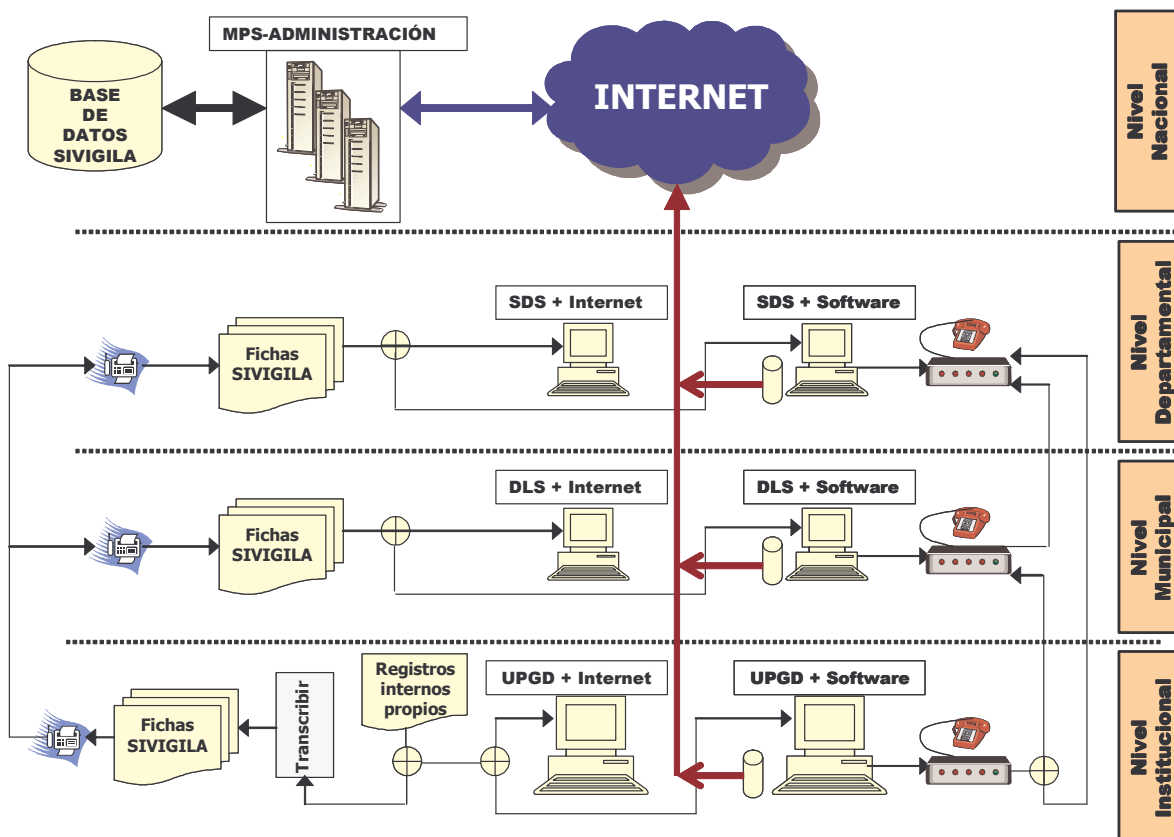 MPS-ADMINISTRACIÓN
BASE
DE
DATOS
SIVIGILA
INTERNET
Nivel
Nacional
SDS + Internet
SDS + Software
Fichas
SIVIGILA
Nivel
Departamental
DLS + Internet
DLS + Software
Fichas
SIVIGILA
Nivel
Municipal
Registros
internos
propios
UPGD + Internet
UPGD + Software
Fichas
SIVIGILA
Transcribir
Nivel
Institucional